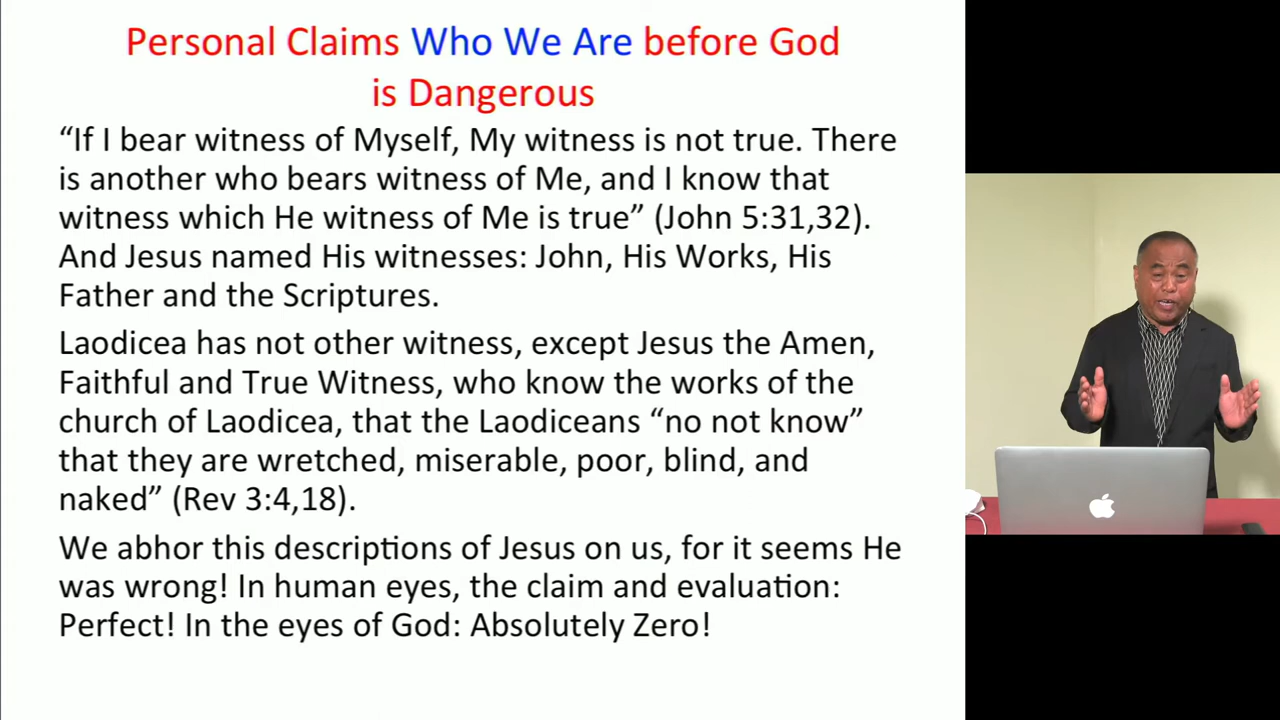 Personal Claims Who We Are before God
is Dangerous
“If I bear witness of Myself, My witness is not true. There
is another who bears witness of Me, and I know that
witness which He witness of Me is true” (John 5:31,32).
And Jesus named His witnesses: John, His Works, His
Father and the Scriptures.
Laodicea has not other witness, except Jesus the Amen,
Faithful and True Witness, who know the works of the
church of Laodicea, that the Laodiceans “no not know”
that they are wretched, miserable, poor, blind, and
naked” (Rev 3:4,18).
We abhor this descriptions of Jesus on us, for it seems He
was wrong! In human eyes, the claim and evaluation:
Perfect! In the eyes of God: Absolutely Zero!